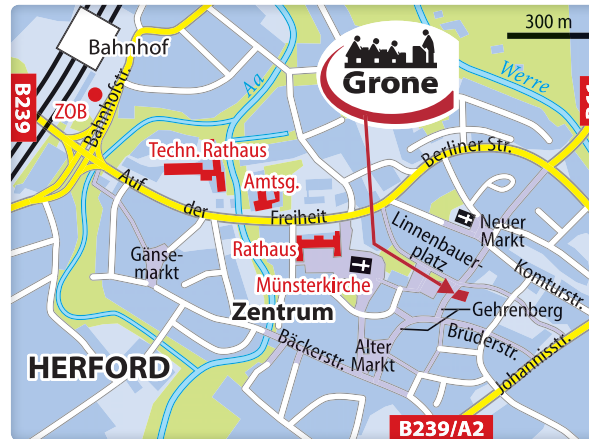 300 m
Bahnhof
Grone
Aa
Werre
B239
ZOB
Bahnhofstr.
Techn. Rathaus
Berliner Str.
Amtsg.
Auf der Freiheit
Neuer
Markt
Linnenbauer-
platz
Rathaus
Gänse-
markt
Münsterkirche
Komturstr.
Zentrum
Gehrenberg
Bäckerstr.
Brüderstr.
Alter
Markt
HERFORD
Johannisstr.
B239/A2